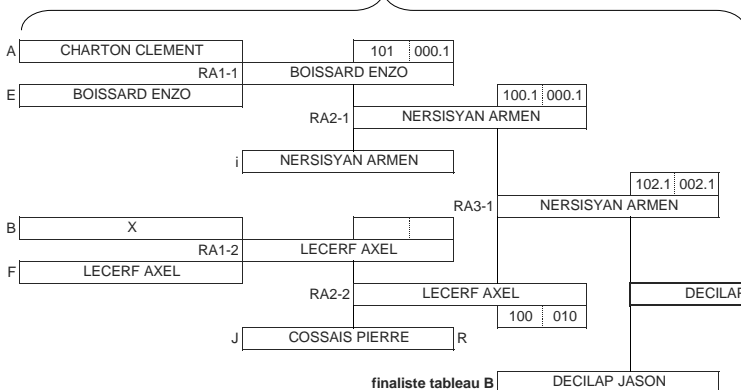 A CHARTON CLEMENT 101 000.1
RA1-1 BOISSARD ENZO
E BOISSARD ENZO 100.1 000.1
RA2-1 NERSISYAN ARMEN
i NERSISYAN ARMEN
102.1 002.1
RA3-1 NERSISYAN ARMEN
B X
RA1-2 LECERF AXEL
F LECERF AXEL
RA2-2 LECERF AXEL DECILAP
100 010
J COSSAIS PIERRE R
finaliste tableau B DECILAP JASON